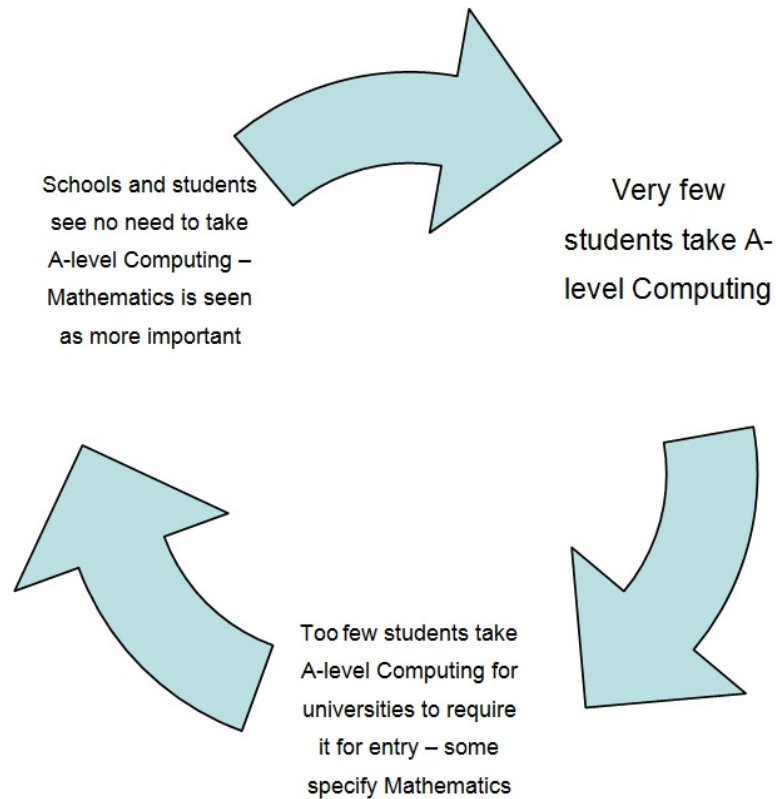 Schools and students
see no need to take
A-level Computing –
Mathematics is seen
as more important
Very few
students take A-
level Computing
Too few students take
A-level Computing for
universities to require
it for entry – some
specify Mathematics